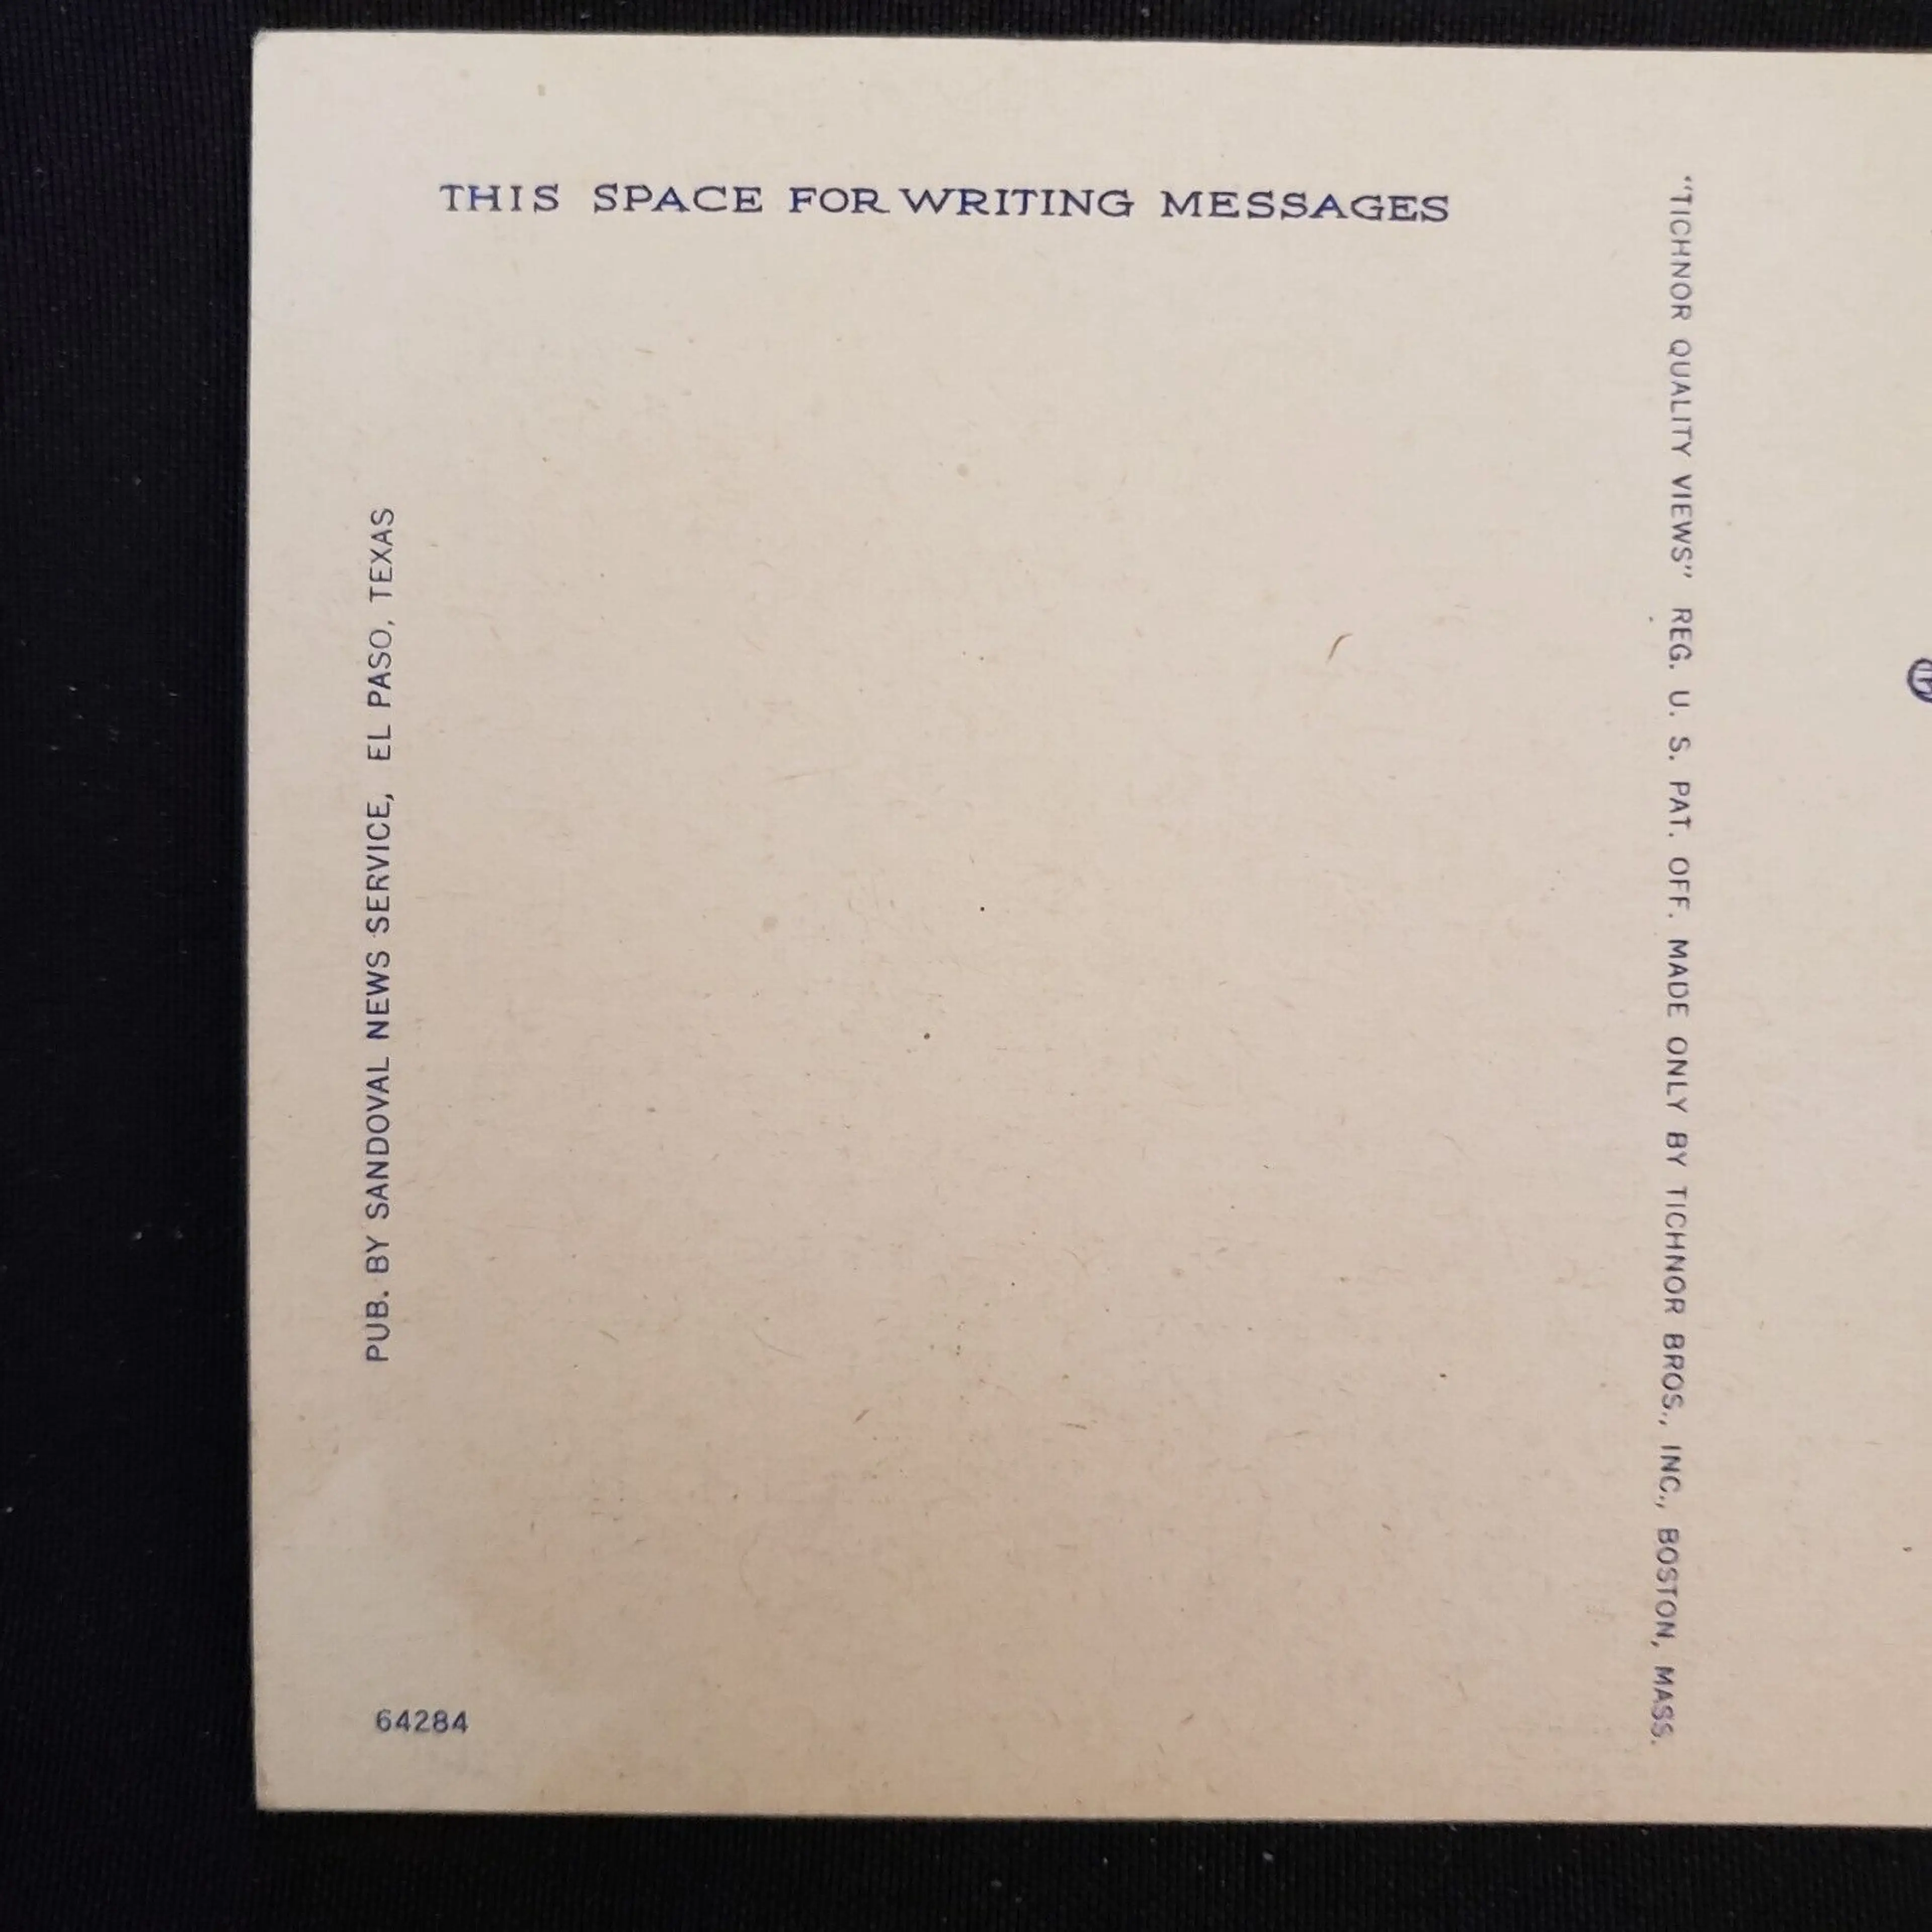 THIS SPACE FOR WRITING MESSAGES
PUB. BY SANDOVAL NEWS SERVICE, EL PASO, TEXAS
64284
"TICHNOR QUALITY VIEWS" REG. U. S. PAT. OFF. MADE ONLY BY TICHNOR BROS., INC., BOSTON, MASS.